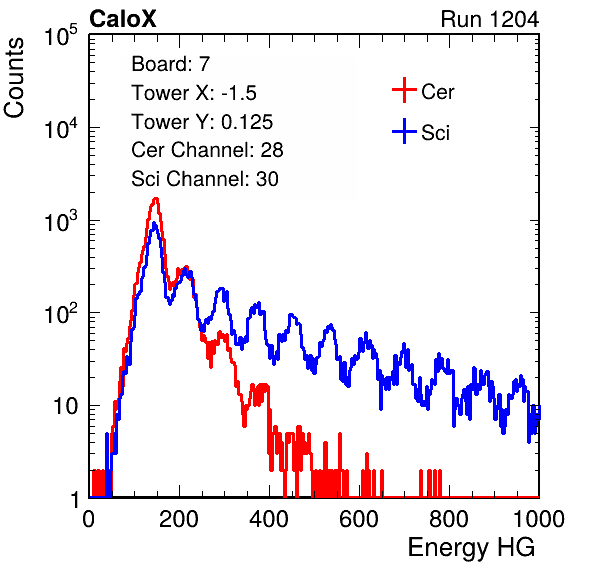 CaloX Run 1204
Counts
10^5
10^4
10^3
10^2
10
1
Board: 7
Tower X: -1.5
Tower Y: 0.125
Cer Channel: 28
Sci Channel: 30
Cer
Sci
0 200 400 600 800 1000
Energy HG